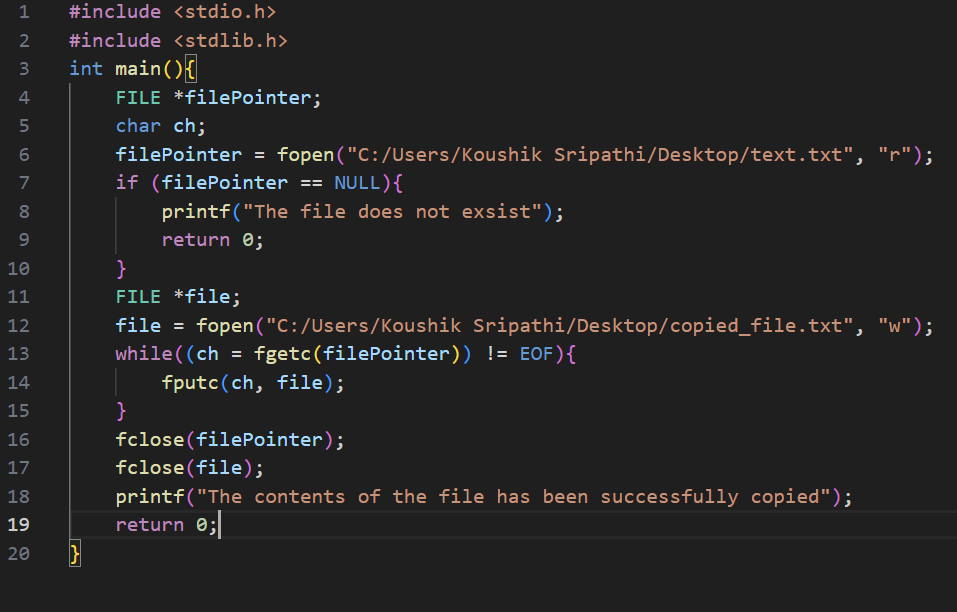 1 #include <stdio.h>
2 #include <stdlib.h>
3 int main(){
4     FILE *filePointer;
5     char ch;
6     filePointer = fopen("C:/Users/Koushik Sripathi/Desktop/text.txt", "r");
7     if (filePointer == NULL){
8         printf("The file does not exsist");
9         return 0;
10     }
11     FILE *file;
12     file = fopen("C:/Users/Koushik Sripathi/Desktop/copied_file.txt", "w");
13     while((ch = fgetc(filePointer)) != EOF){
14         fputc(ch, file);
15     }
16     fclose(filePointer);
17     fclose(file);
18     printf("The contents of the file has been successfully copied");
19     return 0;
20 }